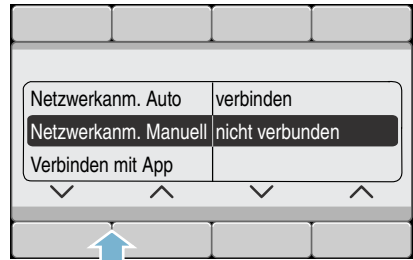 Netzwerkanm. Auto verbinden
Netzwerkanm. Manuell nicht verbunden
Verbinden mit App